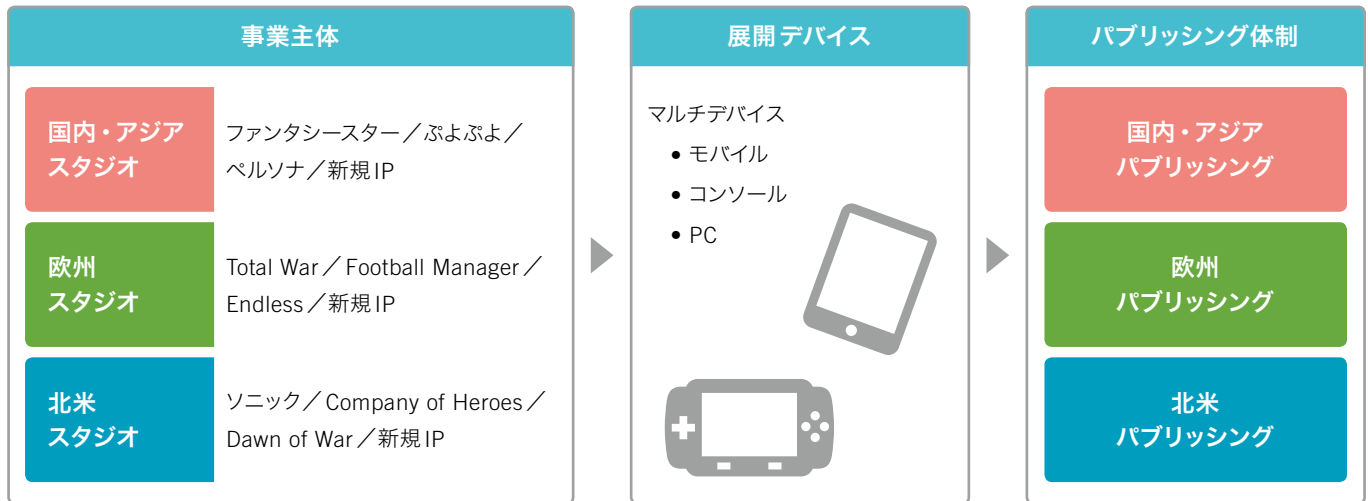 事業主体
国内・アジア
スタジオ
ファンタシースター／ぷよぷよ／
ペルソナ／新規IP
欧州
スタジオ
Total War／Football Manager／
Endless／新規IP
北米
スタジオ
ソニック／Company of Heroes／
Dawn of War／新規IP
展開デバイス
マルチデバイス
• モバイル
• コンソール
• PC
パブリッシング体制
国内・アジア
パブリッシング
欧州
パブリッシング
北米
パブリッシング